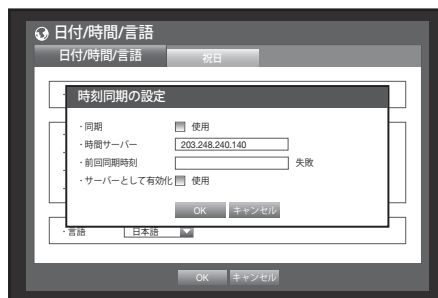 日付/時間/言語
日付/時間/言語 祝日
時刻同期の設定
・同期 使用
・時間サーバー 203.248.240.140
・前回同期時刻 失敗
・サーバーとして有効化 使用
OK キャンセル
・言語 日本語
OK キャンセル